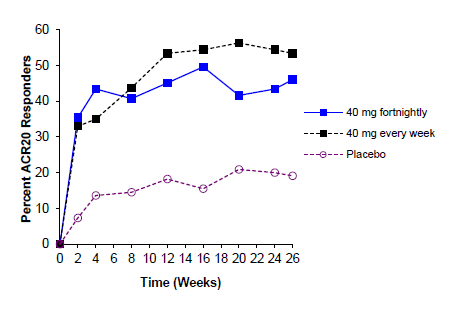 Percent ACR20 Responders
60
50
40
30
20
10
0
0 2 4 6 8 10 12 14 16 18 20 22 24 26
Time (Weeks)
40 mg fortnightly
40 mg every week
Placebo